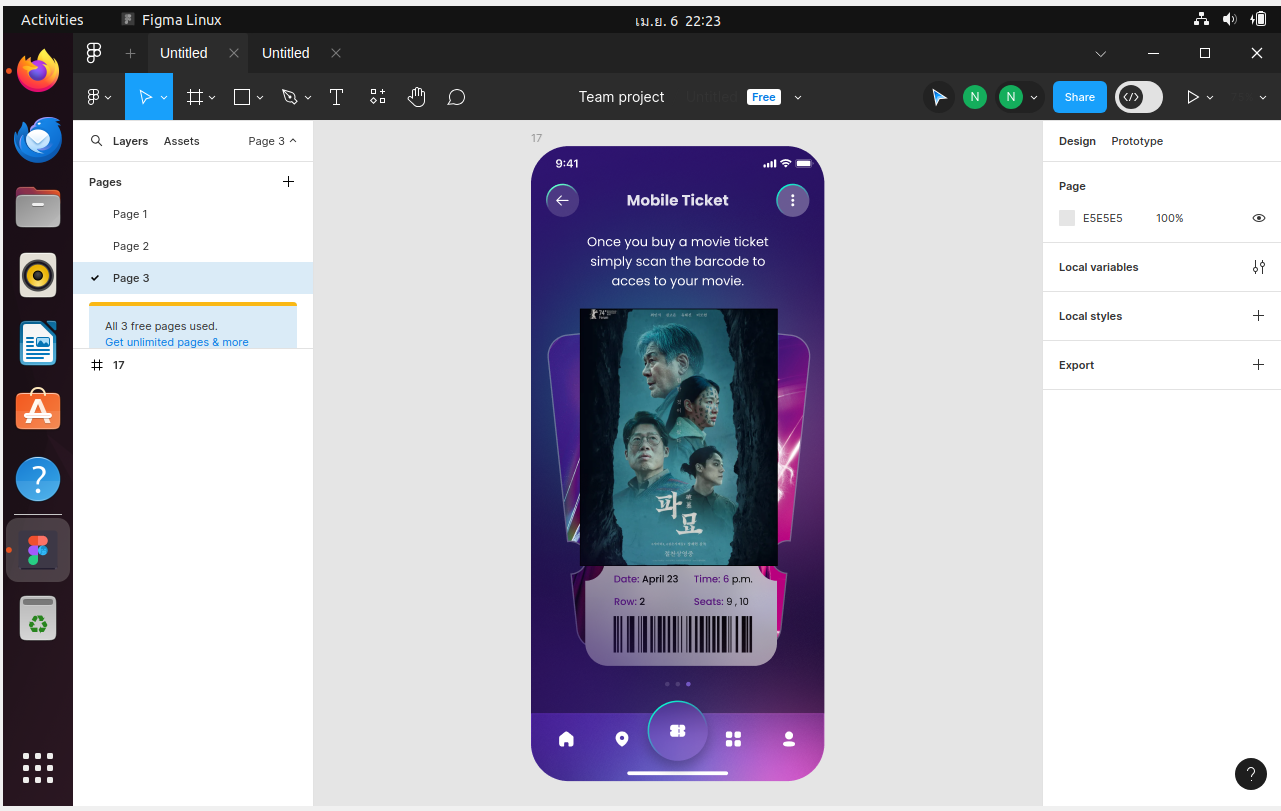 Activities
Figma Linux
เม.ย. 6 22:23
Untitled
Untitled
Team project
Untitled
Free
N
N
Share
Layers
Assets
Page 3
Pages
Page 1
Page 2
Page 3
All 3 free pages used.
Get unlimited pages & more
17
17
9:41
Mobile Ticket
Once you buy a movie ticket
simply scan the barcode to
acces to your movie.
파묘
Date: April 23
Time: 6 p.m.
Row: 2
Seats: 9 , 10
Design
Prototype
Page
E5E5E5
100%
Local variables
Local styles
Export
?